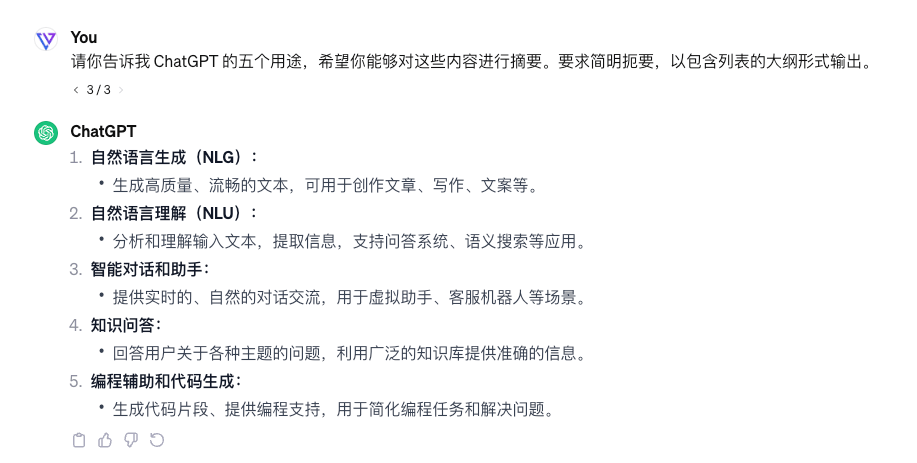 You
请你告诉我 ChatGPT 的五个用途，希望你能够对这些内容进行摘要。要求简明扼要，以包含列表的大纲形式输出。
< 3 / 3 >
ChatGPT
1. 自然语言生成（NLG）：
• 生成高质量、流畅的文本，可用于创作文章、写作、文案等。
2. 自然语言理解（NLU）：
• 分析和理解输入文本，提取信息，支持问答系统、语义搜索等应用。
3. 智能对话和助手：
• 提供实时的、自然的对话交流，用于虚拟助手、客服机器人等场景。
4. 知识问答：
• 回答用户关于各种主题的问题，利用广泛的知识库提供准确的信息。
5. 编程辅助和代码生成：
• 生成代码片段、提供编程支持，用于简化编程任务和解决问题。